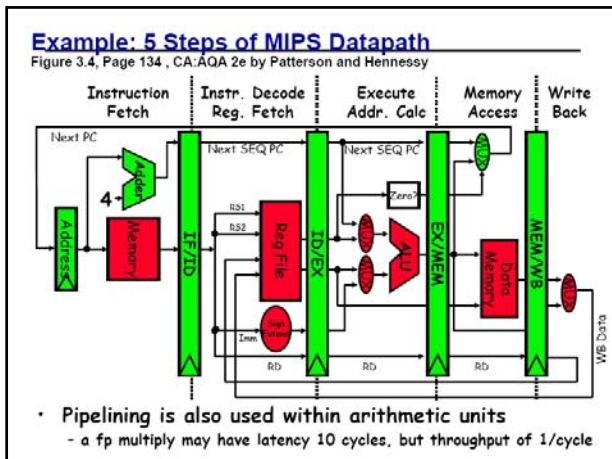 Example: 5 Steps of MIPS Datapath
Figure 3.4, Page 134 , CA:AQA 2e by Patterson and Hennessy
Instruction Fetch
Instr. Decode Reg. Fetch
Execute Addr. Calc
Memory Access
Write Back
Next PC
Next SEQ PC
Next SEQ PC
MUX
Adder
4
Zero?
RS1
RS2
Address
Memory
IF/ID
Reg File
ID/EX
MUX
MUX
ALU
EX/MEM
Data Memory
MEM/WB
MUX
Sign Extend
Imm
RD
RD
RD
WB Data
• Pipelining is also used within arithmetic units
- a fp multiply may have latency 10 cycles, but throughput of 1/cycle